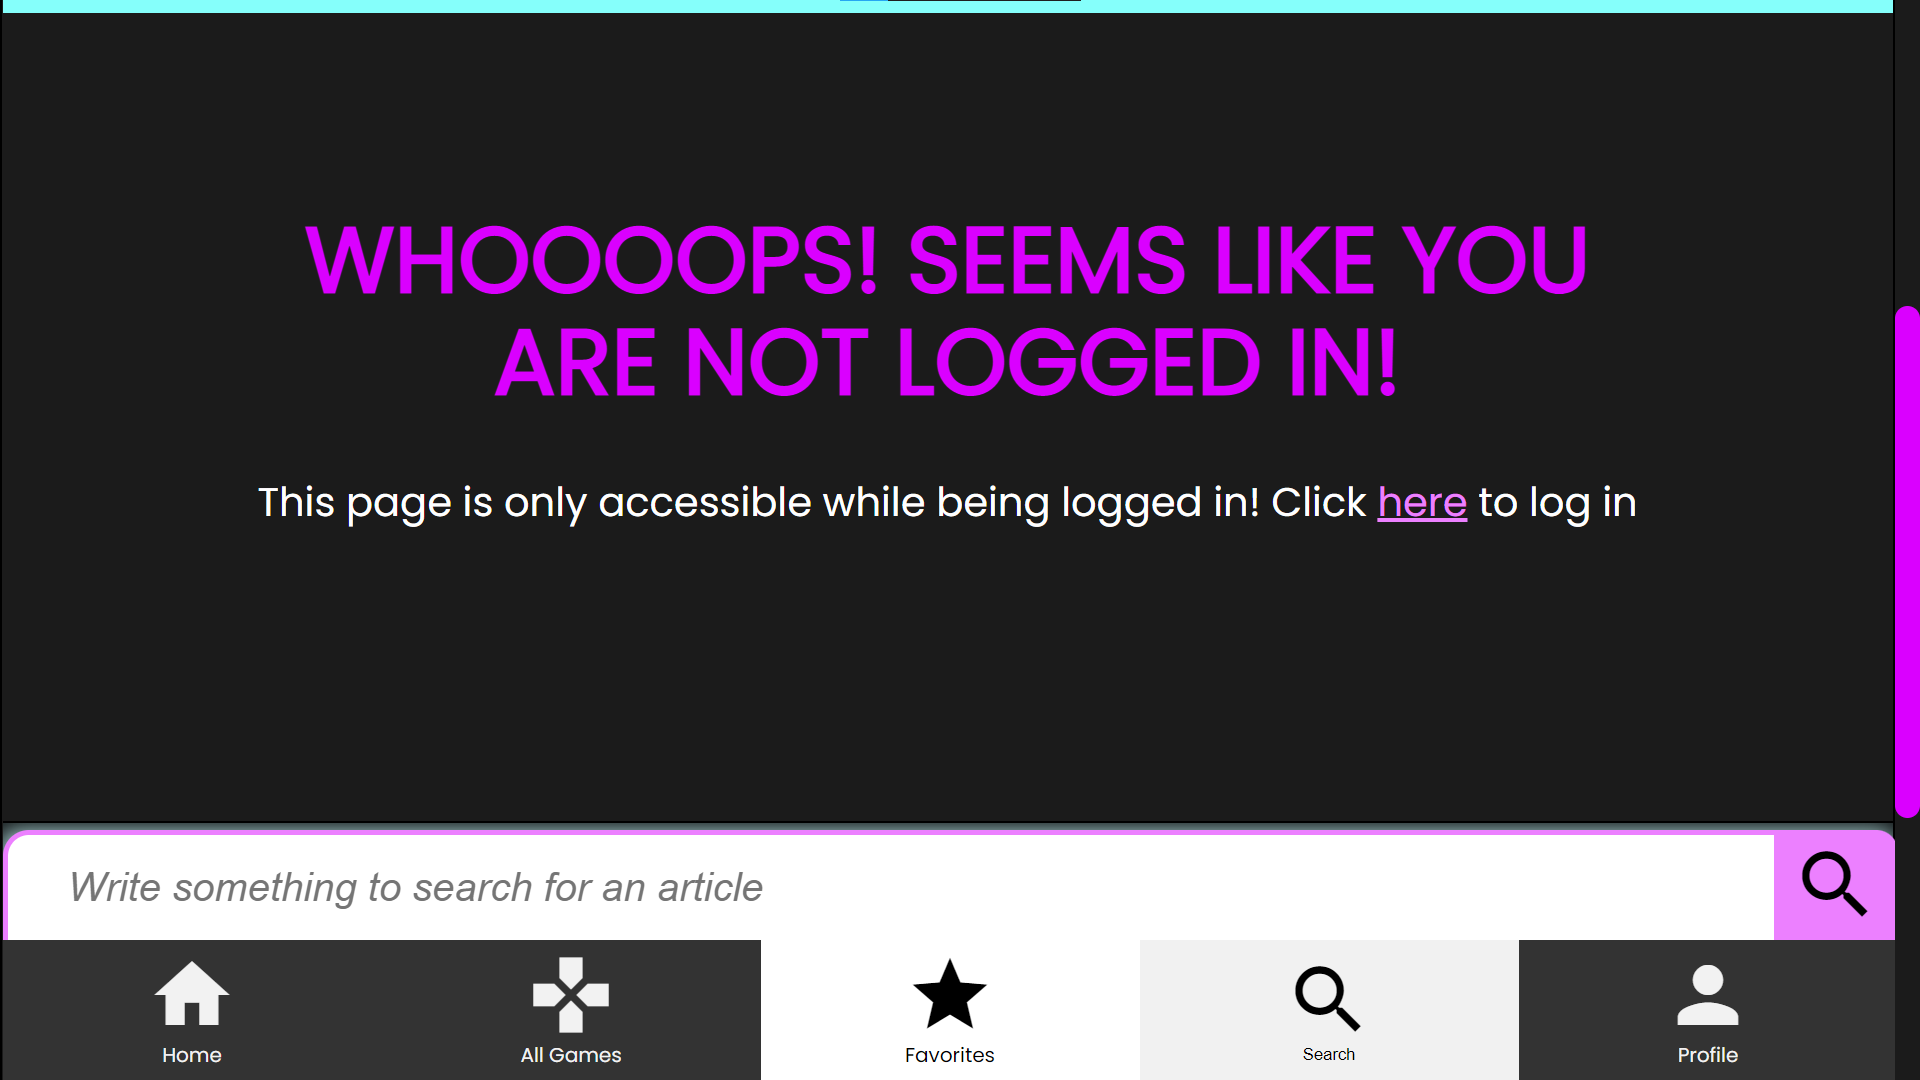 WHOOOOPS! SEEMS LIKE YOU
ARE NOT LOGGED IN!
This page is only accessible while being logged in! Click here to log in
Write something to search for an article
Home
All Games
Favorites
Search
Profile